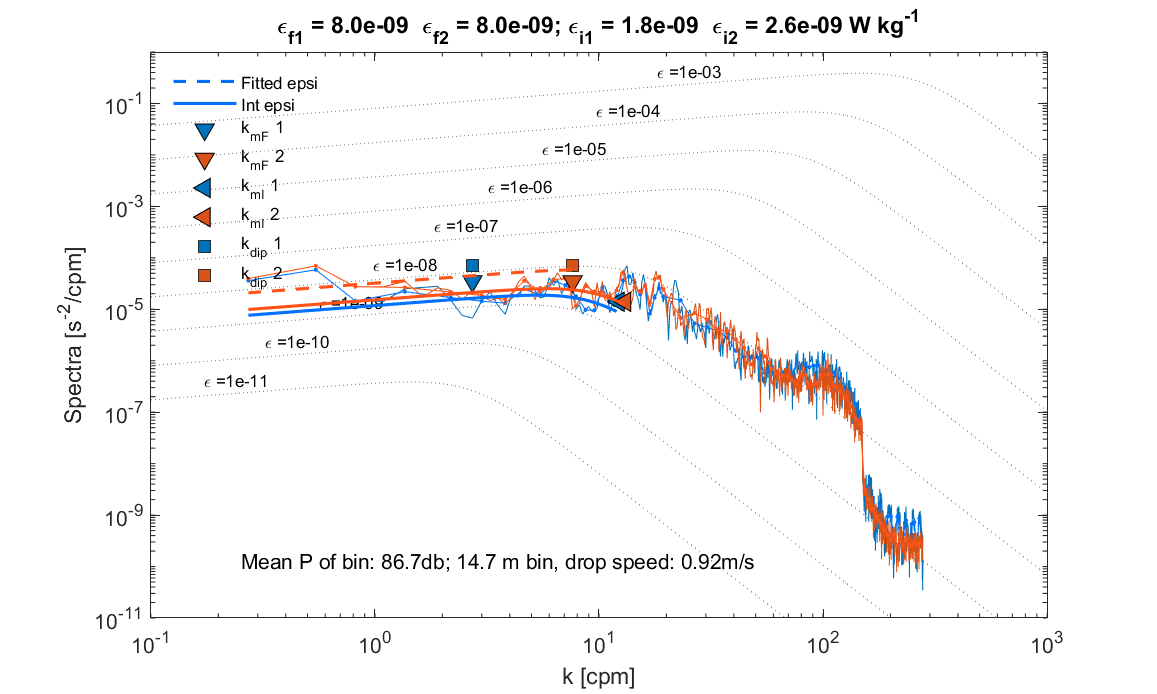 ϵf1 = 8.0e-09 ϵf2 = 8.0e-09; ϵi1 = 1.8e-09 ϵi2 = 2.6e-09 W kg-1
Fitted epsi
Int epsi
kmF 1
kmF 2
kmI 1
kmI 2
kdip 1
kdip 2
ϵ =1e-03
ϵ =1e-04
ϵ =1e-05
ϵ =1e-06
ϵ =1e-07
ϵ =1e-08
ϵ =1e-09
ϵ =1e-10
ϵ =1e-11
Mean P of bin: 86.7db; 14.7 m bin, drop speed: 0.92m/s
Spectra [s-2/cpm]
10-1
10-3
10-5
10-7
10-9
10-11
10-1
100
101
102
103
k [cpm]